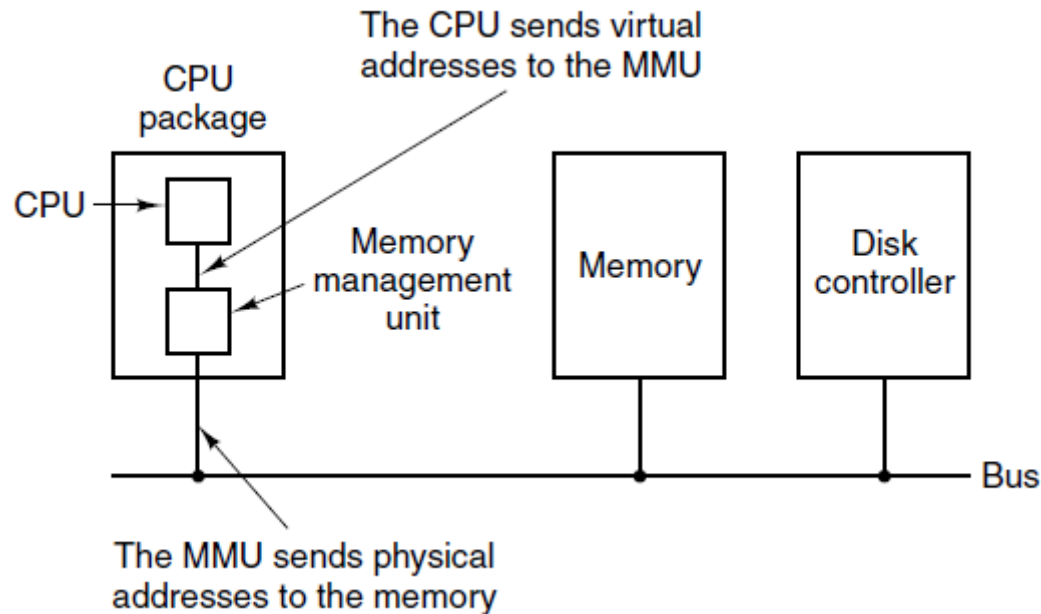 The CPU sends virtual
addresses to the MMU
CPU
package
CPU
Memory
management
unit
Memory
Disk
controller
Bus
The MMU sends physical
addresses to the memory